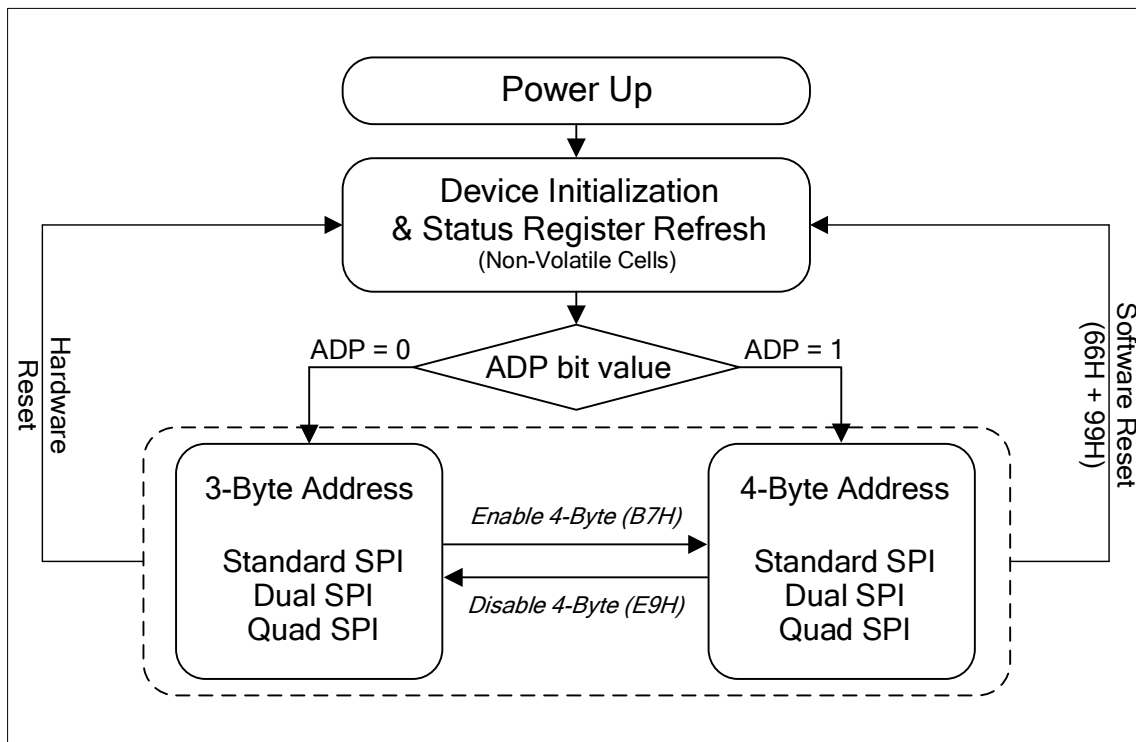 Power Up
Device Initialization
& Status Register Refresh
(Non-Volatile Cells)
Hardware
Reset
Software Reset
(66H + 99H)
ADP = 0
ADP bit value
ADP = 1
3-Byte Address
Standard SPI
Dual SPI
Quad SPI
Enable 4-Byte (B7H)
Disable 4-Byte (E9H)
4-Byte Address
Standard SPI
Dual SPI
Quad SPI